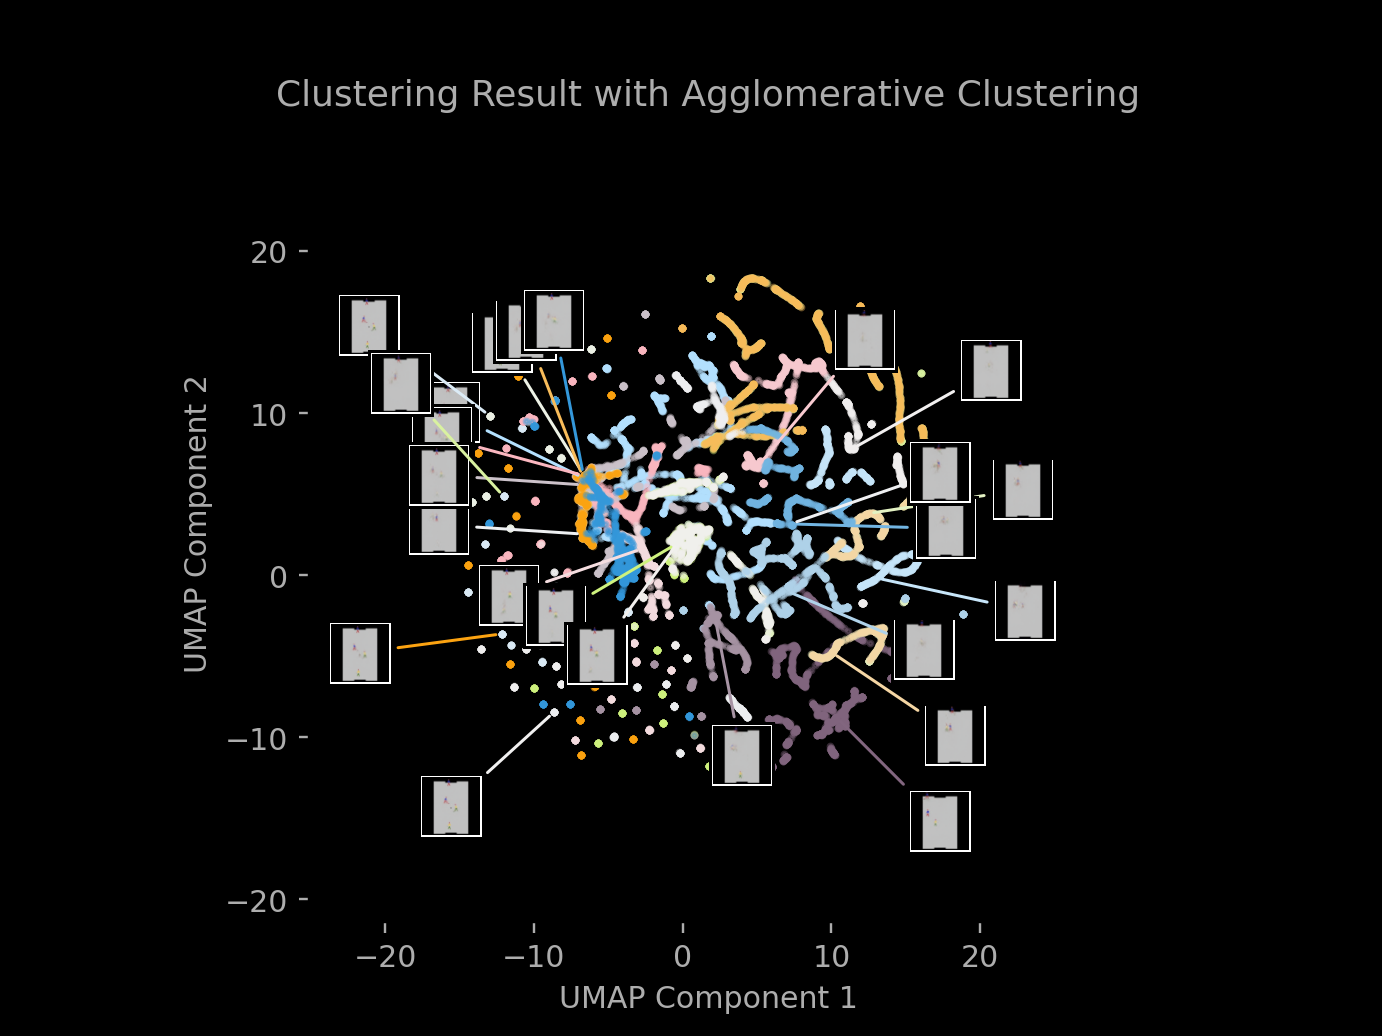 Clustering Result with Agglomerative Clustering
20
10
0
−10
−20
UMAP Component 2
−20 −10 0 10 20
UMAP Component 1